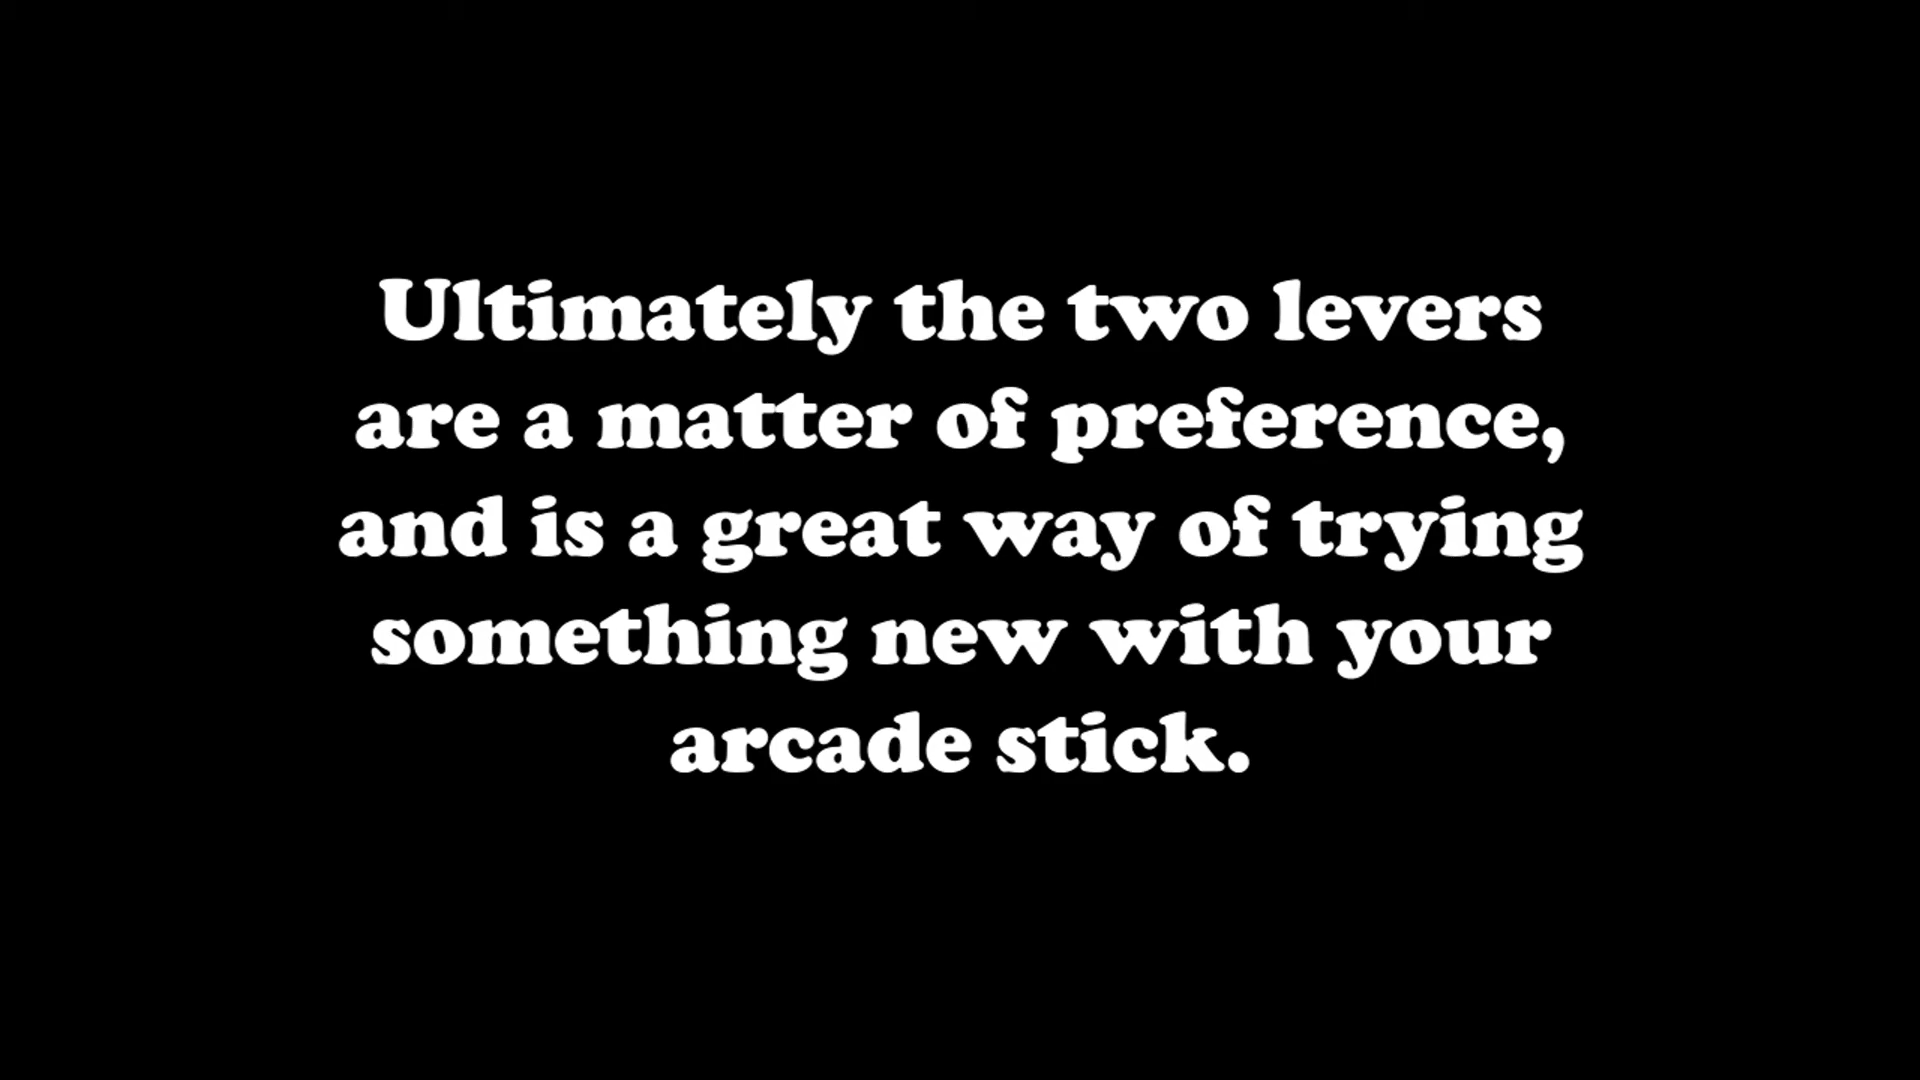 Ultimately the two levers
are a matter of preference,
and is a great way of trying
something new with your
arcade stick.